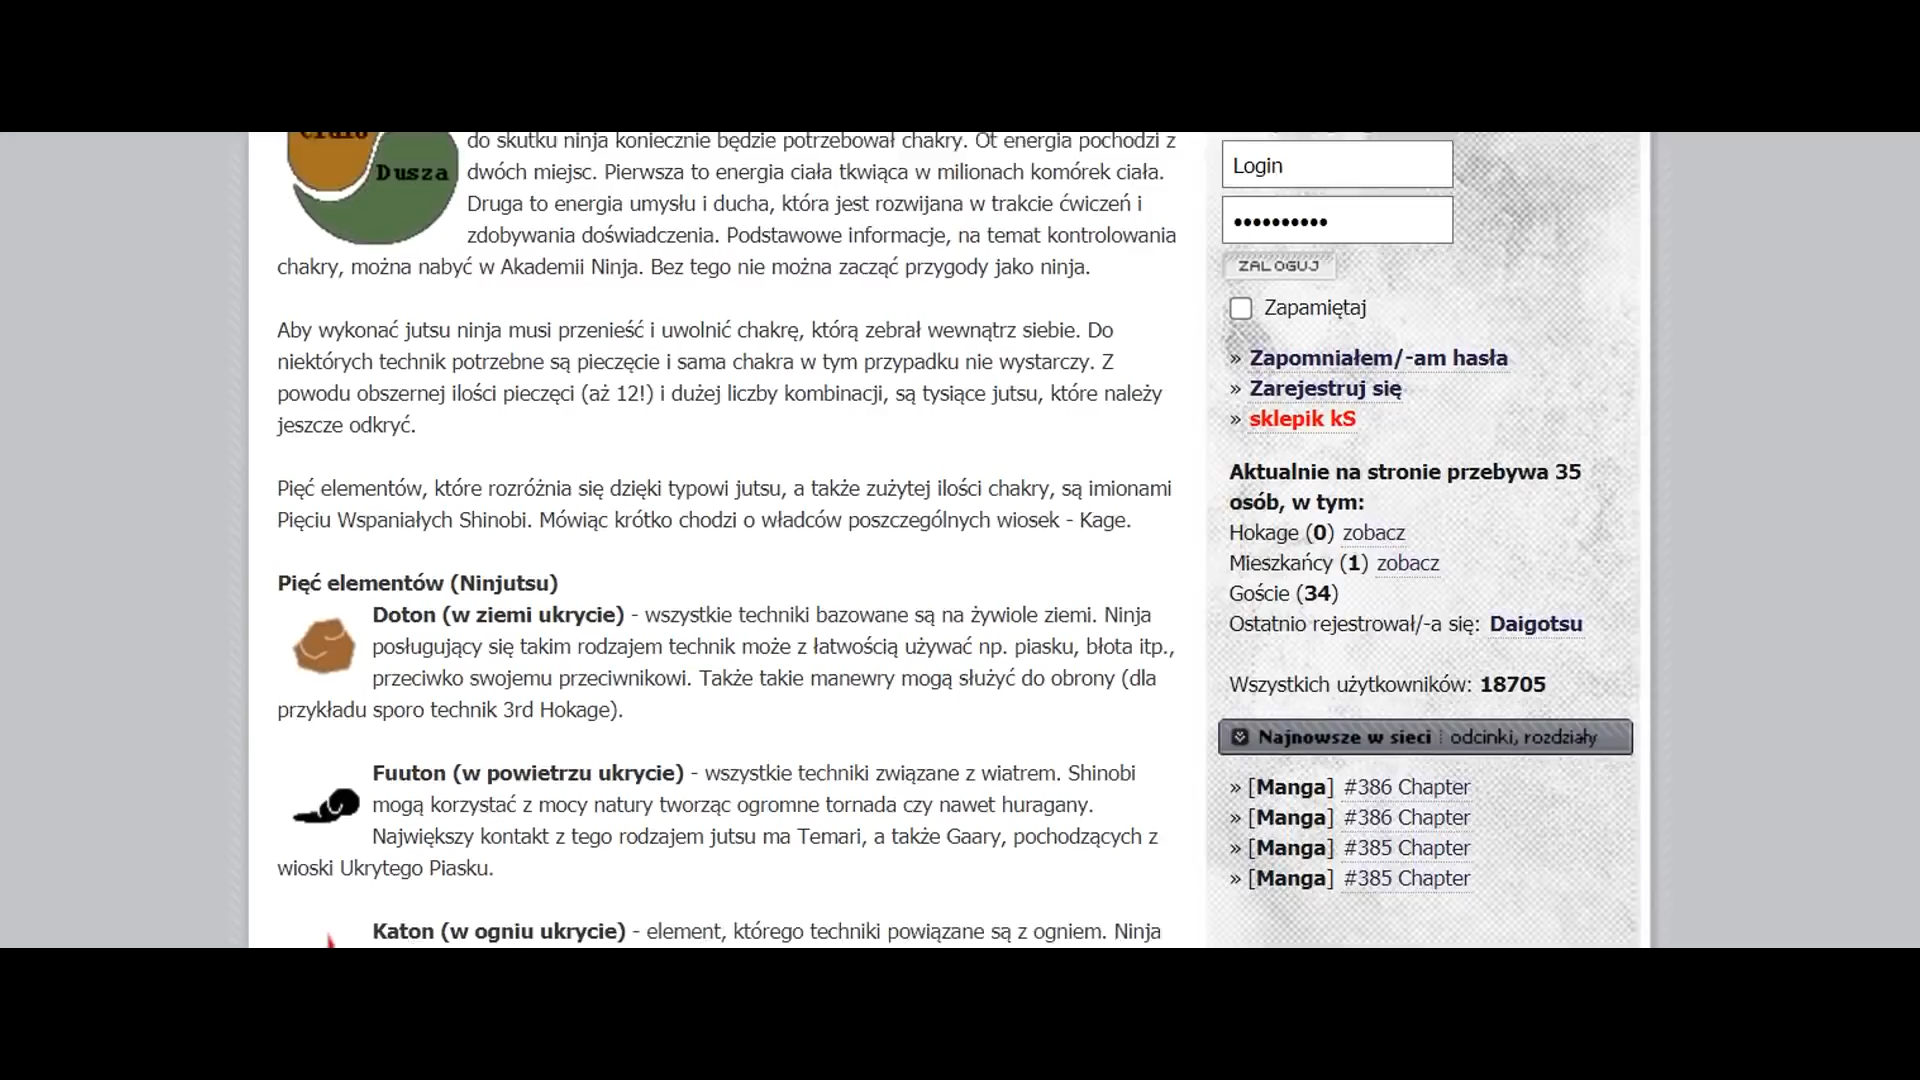 Dusza
do skutku ninja koniecznie będzie potrzebował chakry. Ot energia pochodzi z
dwóch miejsc. Pierwsza to energia ciała tkwiąca w milionach komórek ciała.
Druga to energia umysłu i ducha, która jest rozwijana w trakcie ćwiczeń i
zdobywania doświadczenia. Podstawowe informacje, na temat kontrolowania
chakry, można nabyć w Akademii Ninja. Bez tego nie można zacząć przygody jako ninja.
Aby wykonać jutsu ninja musi przenieść i uwolnić chakrę, którą zebrał wewnątrz siebie. Do
niektórych technik potrzebne są pieczęcie i sama chakra w tym przypadku nie wystarczy. Z
powodu obszernej ilości pieczęci (aż 12!) i dużej liczby kombinacji, są tysiące jutsu, które należy
jeszcze odkryć.
Pięć elementów, które rozróżnia się dzięki typowi jutsu, a także zużytej ilości chakry, są imionami
Pięciu Wspaniałych Shinobi. Mówiąc krótko chodzi o władców poszczególnych wiosek - Kage.
Pięć elementów (Ninjutsu)
Doton (w ziemi ukrycie) - wszystkie techniki bazowane są na żywiole ziemi. Ninja
posługujący się takim rodzajem technik może z łatwością używać np. piasku, błota itp.,
przeciwko swojemu przeciwnikowi. Także takie manewry mogą służyć do obrony (dla
przykładu sporo technik 3rd Hokage).
Fuuton (w powietrzu ukrycie) - wszystkie techniki związane z wiatrem. Shinobi
mogą korzystać z mocy natury tworząc ogromne tornada czy nawet huragany.
Największy kontakt z tego rodzajem jutsu ma Temari, a także Gaary, pochodzących z
wioski Ukrytego Piasku.
Katon (w ogniu ukrycie) - element, którego techniki powiązane są z ogniem. Ninja
Login
••••••••••
ZALOGUJ
Zapamiętaj
» Zapomniałem/-am hasła
» Zarejestruj się
» sklepik kS
Aktualnie na stronie przebywa 35
osób, w tym:
Hokage (0) zobacz
Mieszkańcy (1) zobacz
Goście (34)
Ostatnio rejestrował/-a się: Daigotsu
Wszystkich użytkowników: 18705
Najnowsze w sieci | odcinki, rozdziały
» [Manga] #386 Chapter
» [Manga] #386 Chapter
» [Manga] #385 Chapter
» [Manga] #385 Chapter